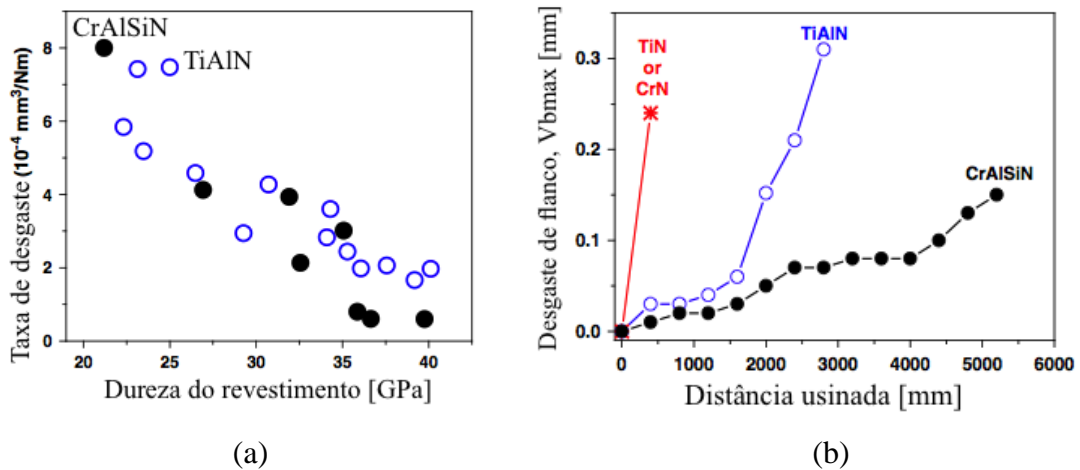 CrAlSiN
TiAlN
Taxa de desgaste (10⁻⁴ mm³/Nm)
8
6
4
2
0
20
25
30
35
40
Dureza do revestimento [GPa]
(a)
TiN
or
CrN
TiAlN
CrAlSiN
Desgaste de flanco, Vbmax [mm]
0.3
0.2
0.1
0.0
0
1000
2000
3000
4000
5000
6000
Distância usinada [mm]
(b)